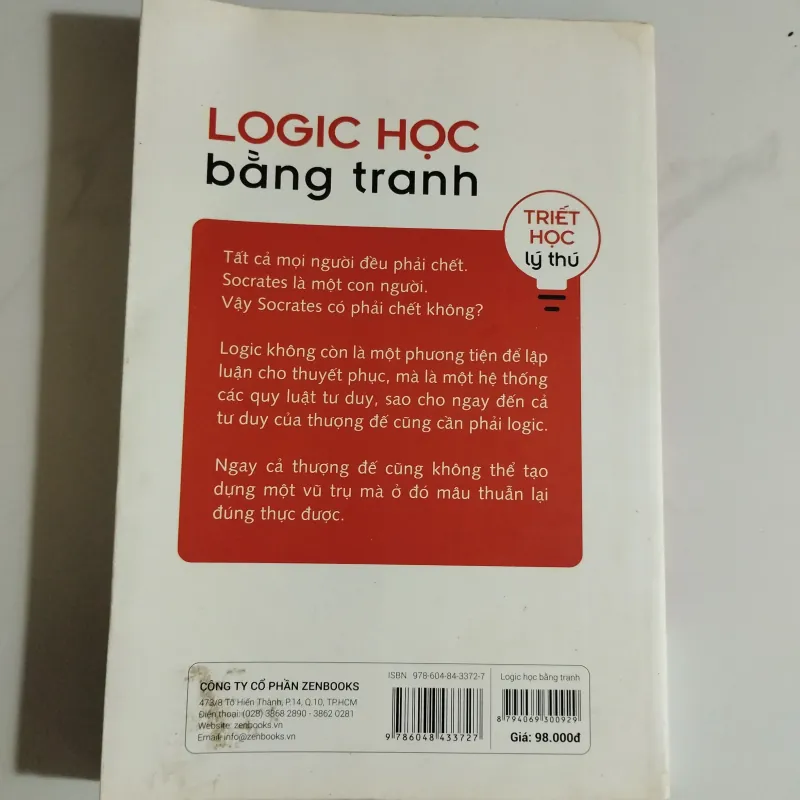 LOGIC HỌC
bằng tranh
TRIẾT
HỌC
lý thú
Tất cả mọi người đều phải chết.
Socrates là một con người.
Vậy Socrates có phải chết không?
Logic không còn là một phương tiện để lập
luận cho thuyết phục, mà là một hệ thống
các quy luật tư duy, sao cho ngay đến cả
tư duy của thượng đế cũng cần phải logic.
Ngay cả thượng đế cũng không thể tạo
dựng một vũ trụ mà ở đó mâu thuẫn lại
đúng thực được.
CÔNG TY CỔ PHẦN ZENBOOKS
473/8 Tô Hiến Thành, P.14, Q.10, TP.HCM
Điện thoại: (028) 3868 2890 - 3862 0281
Website: zenbooks.vn
Email: info@zenbooks.vn
ISBN 978-604-84-3372-7
9 786048 433727
Logic học bằng tranh
8 794069 300929
Giá: 98.000đ